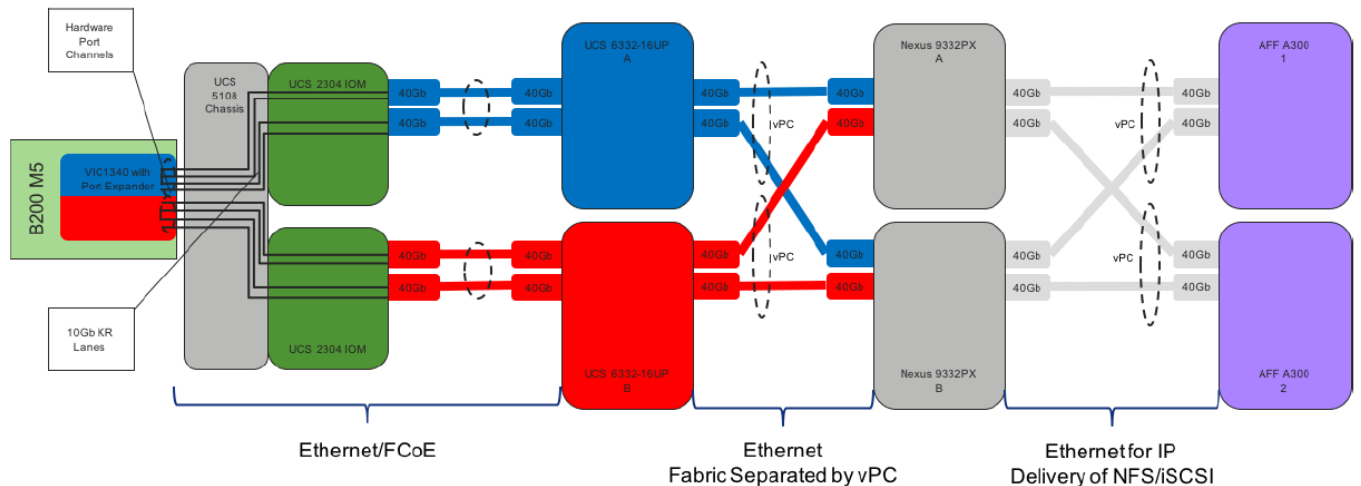 Hardware
Port
Channels
B200 M5
VIC1340 with
Port Expander
10Gb KR
Lanes
UCS
5108
Chassis
UCS 2304 IOM
40Gb
40Gb
40Gb
40Gb
UCS 2304 IOM
40Gb
40Gb
40Gb
40Gb
UCS 6332-16UP
A
40Gb
40Gb
vPC
40Gb
40Gb
UCS 6332-16UP
B
40Gb
40Gb
vPC
40Gb
40Gb
Nexus 9332PX
A
40Gb
40Gb
vPC
40Gb
40Gb
Nexus 9332PX
B
40Gb
40Gb
vPC
40Gb
40Gb
AFF A300
1
AFF A300
2
Ethernet/FCoE
Ethernet
Fabric Separated by vPC
Ethernet for IP
Delivery of NFS/iSCSI